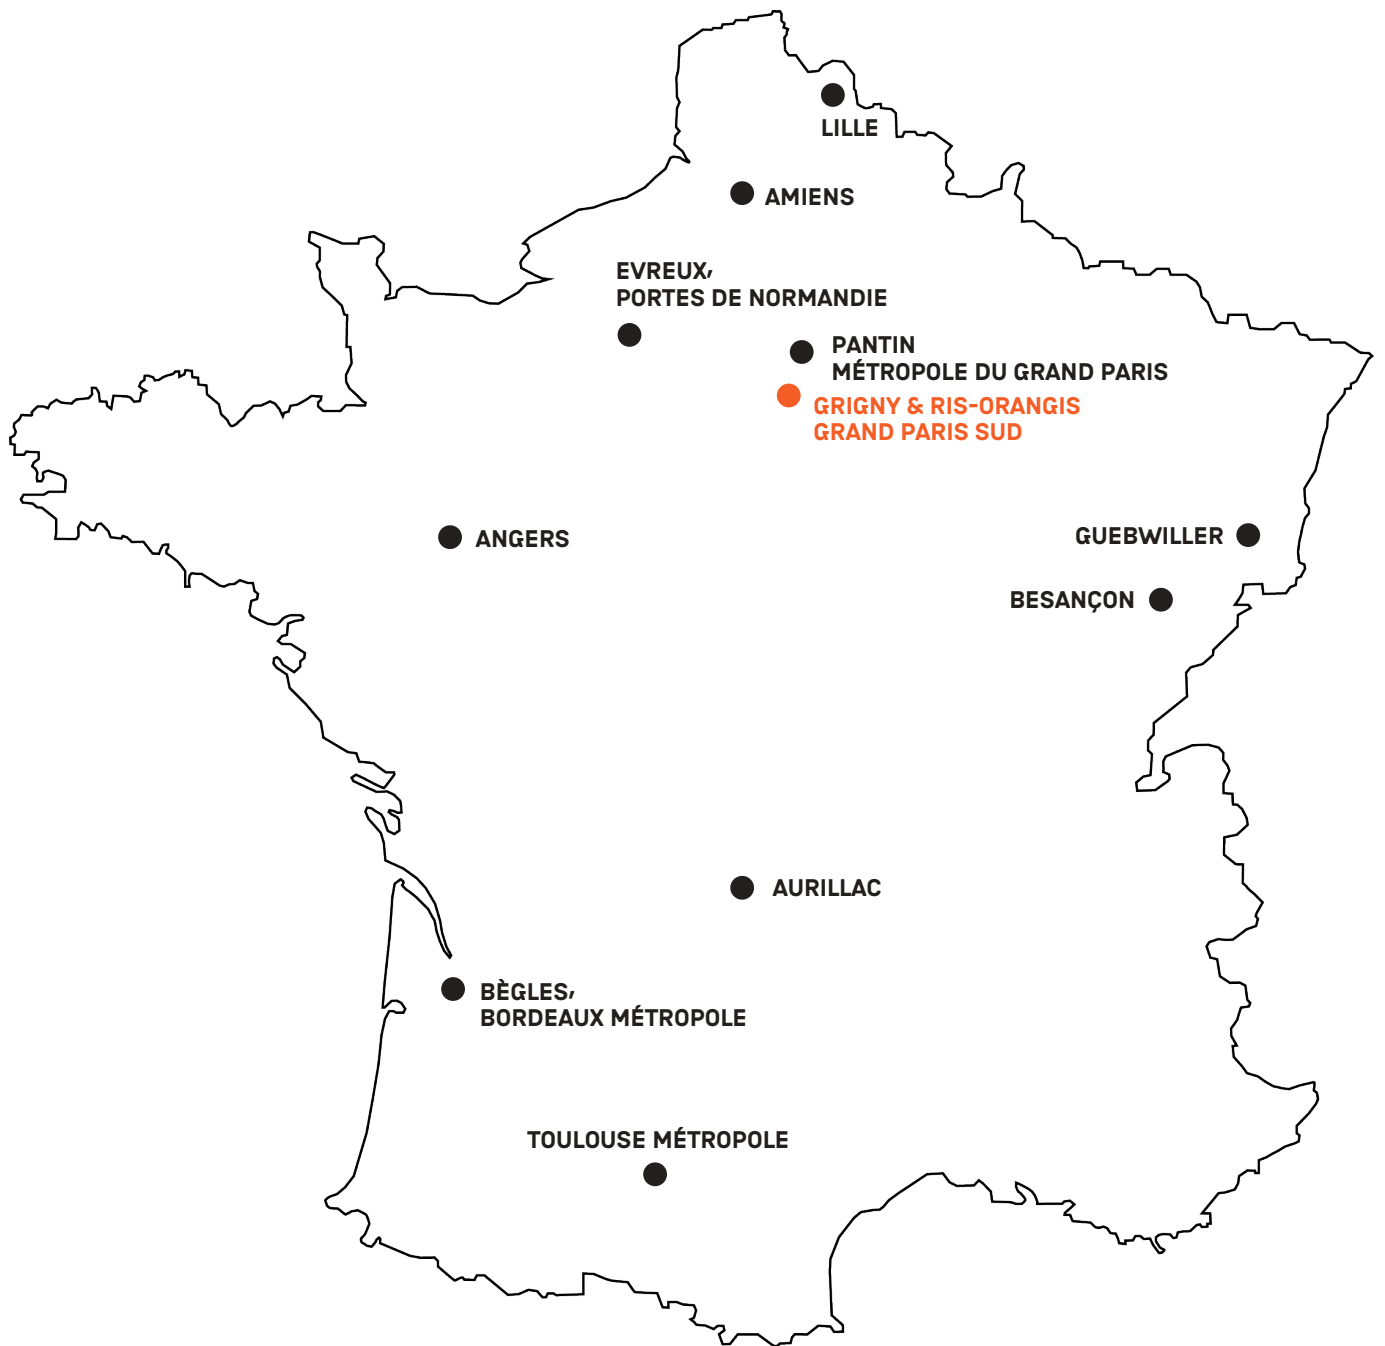 LILLE
AMIENS
EVREUX,
PORTES DE NORMANDIE
PANTIN
MÉTROPOLE DU GRAND PARIS
GRIGNY & RIS-ORANGIS
GRAND PARIS SUD
ANGERS
GUEBWILLER
BESANÇON
AURILLAC
BÈGLES,
BORDEAUX MÉTROPOLE
TOULOUSE MÉTROPOLE